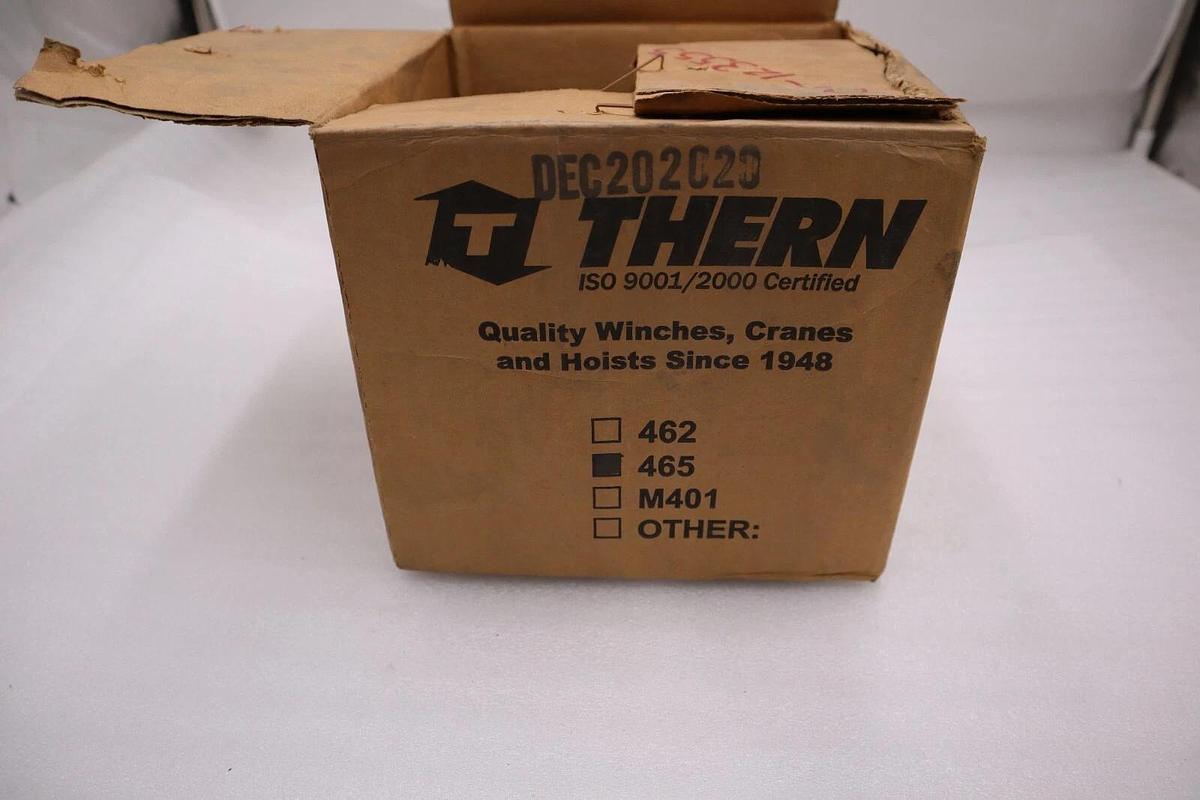 DEC202020
T THERN
ISO 9001/2000 Certified
Quality Winches, Cranes
and Hoists Since 1948
462
465
M401
OTHER: